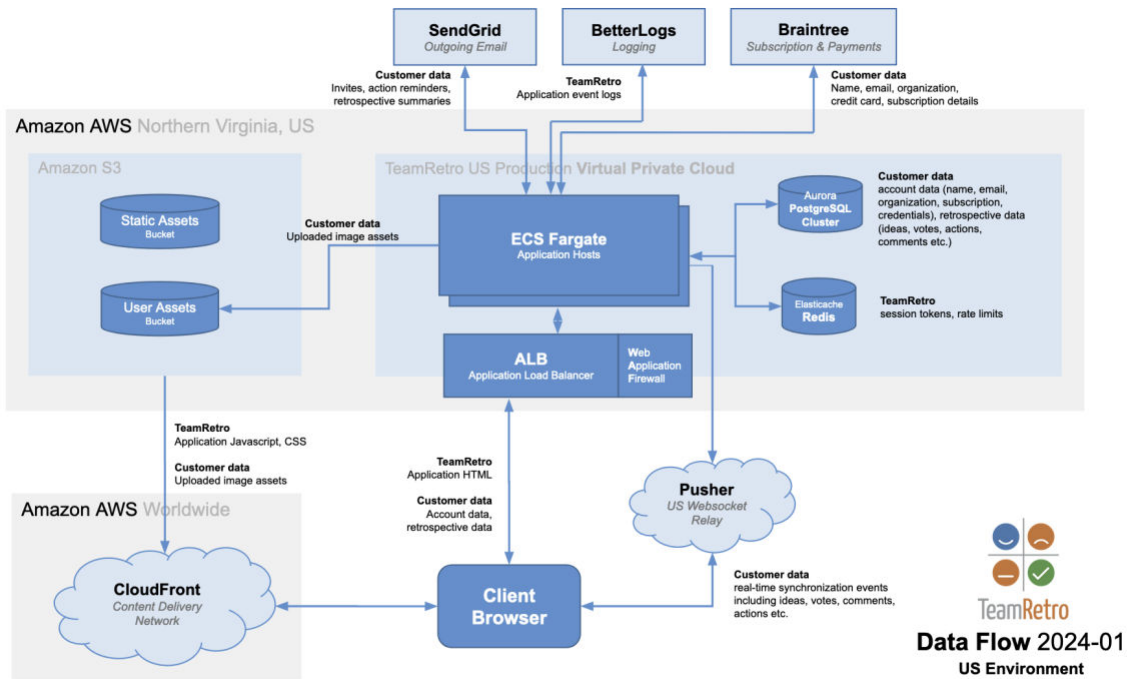 SendGrid
Outgoing Email
BetterLogs
Logging
Braintree
Subscription & Payments
Customer data
Invites, action reminders,
retrospective summaries
TeamRetro
Application event logs
Customer data
Name, email, organization,
credit card, subscription details
Amazon AWS Northern Virginia, US
Amazon S3
TeamRetro US Production Virtual Private Cloud
Static Assets
Bucket
User Assets
Bucket
Customer data
Uploaded image assets
ECS Fargate
Application Hosts
Aurora
PostgreSQL
Cluster
Customer data
account data (name, email,
organization, subscription,
credentials), retrospective data
(ideas, votes, actions,
comments etc.)
Elasticache
Redis
TeamRetro
session tokens, rate limits
ALB
Application Load Balancer
Web
Application
Firewall
TeamRetro
Application Javascript, CSS
Customer data
Uploaded image assets
TeamRetro
Application HTML
Customer data
Account data,
retrospective data
Pusher
US Websocket
Relay
Amazon AWS Worldwide
CloudFront
Content Delivery
Network
Client
Browser
Customer data
real-time synchronization events
including ideas, votes, comments,
actions etc.
TeamRetro
Data Flow 2024-01
US Environment